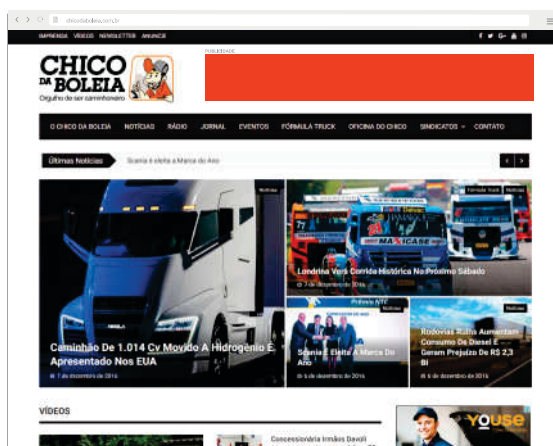 chicodaboleia.com.br
IMPRENSA VÍDEOS NEWSLETTER ANUNCIE
PUBLICIDADE
CHICO
DA BOLEIA
Orgulho de ser caminhoneiro
O CHICO DA BOLEIA NOTÍCIAS RÁDIO JORNAL EVENTOS FÓRMULA TRUCK OFICINA DO CHICO SINDICATOS CONTATO
Últimas Notícias Scania é eleita a Marca do Ano
Notícias
Caminhão De 1.014 Cv Movido A Hidrogênio É
Apresentado Nos EUA
7 de dezembro de 2016
Fórmula Truck Notícias
MAXICASE
Londrina Verá Corrida Histórica No Próximo Sábado
7 de dezembro de 2016
Prêmio NTC
Notícias
Scania É Eleita A Marca Do
Ano
6 de dezembro de 2016
Notícias
Rodovias Ruins Aumentam
Consumo De Diesel E
Geram Prejuízo De R$ 2,3
Bi
6 de dezembro de 2016
VÍDEOS
Concessionária Irmãos Davoli
YOUSE